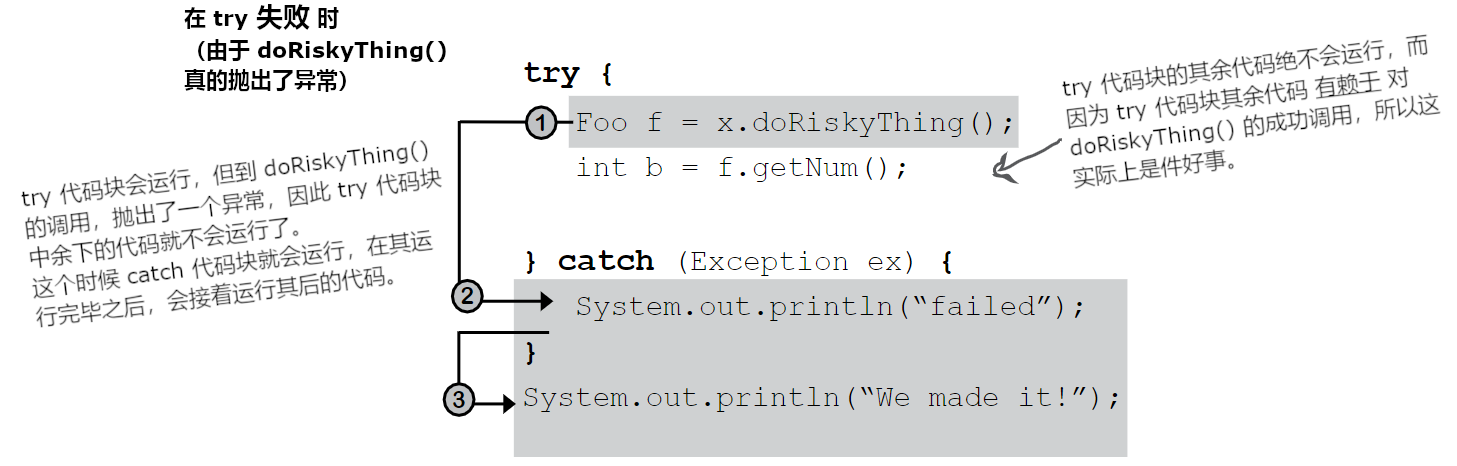 在 try 失败 时
（由于 doRiskyThing()
真的抛出了异常）
try 代码块会运行，但到 doRiskyThing()
的调用，抛出了一个异常，因此 try 代码块
中余下的代码就不会运行了。
这个时候 catch 代码块就会运行，在其运
行完毕之后，会接着运行其后的代码。
try {
1
Foo f = x.doRiskyThing();
int b = f.getNum();
} catch (Exception ex) {
2
System.out.println(“failed”);
}
3
System.out.println(“We made it!”);
try 代码块的其余代码绝不会运行，而
因为 try 代码块其余代码 有赖于 对
doRiskyThing() 的成功调用，所以这
实际上是件好事。